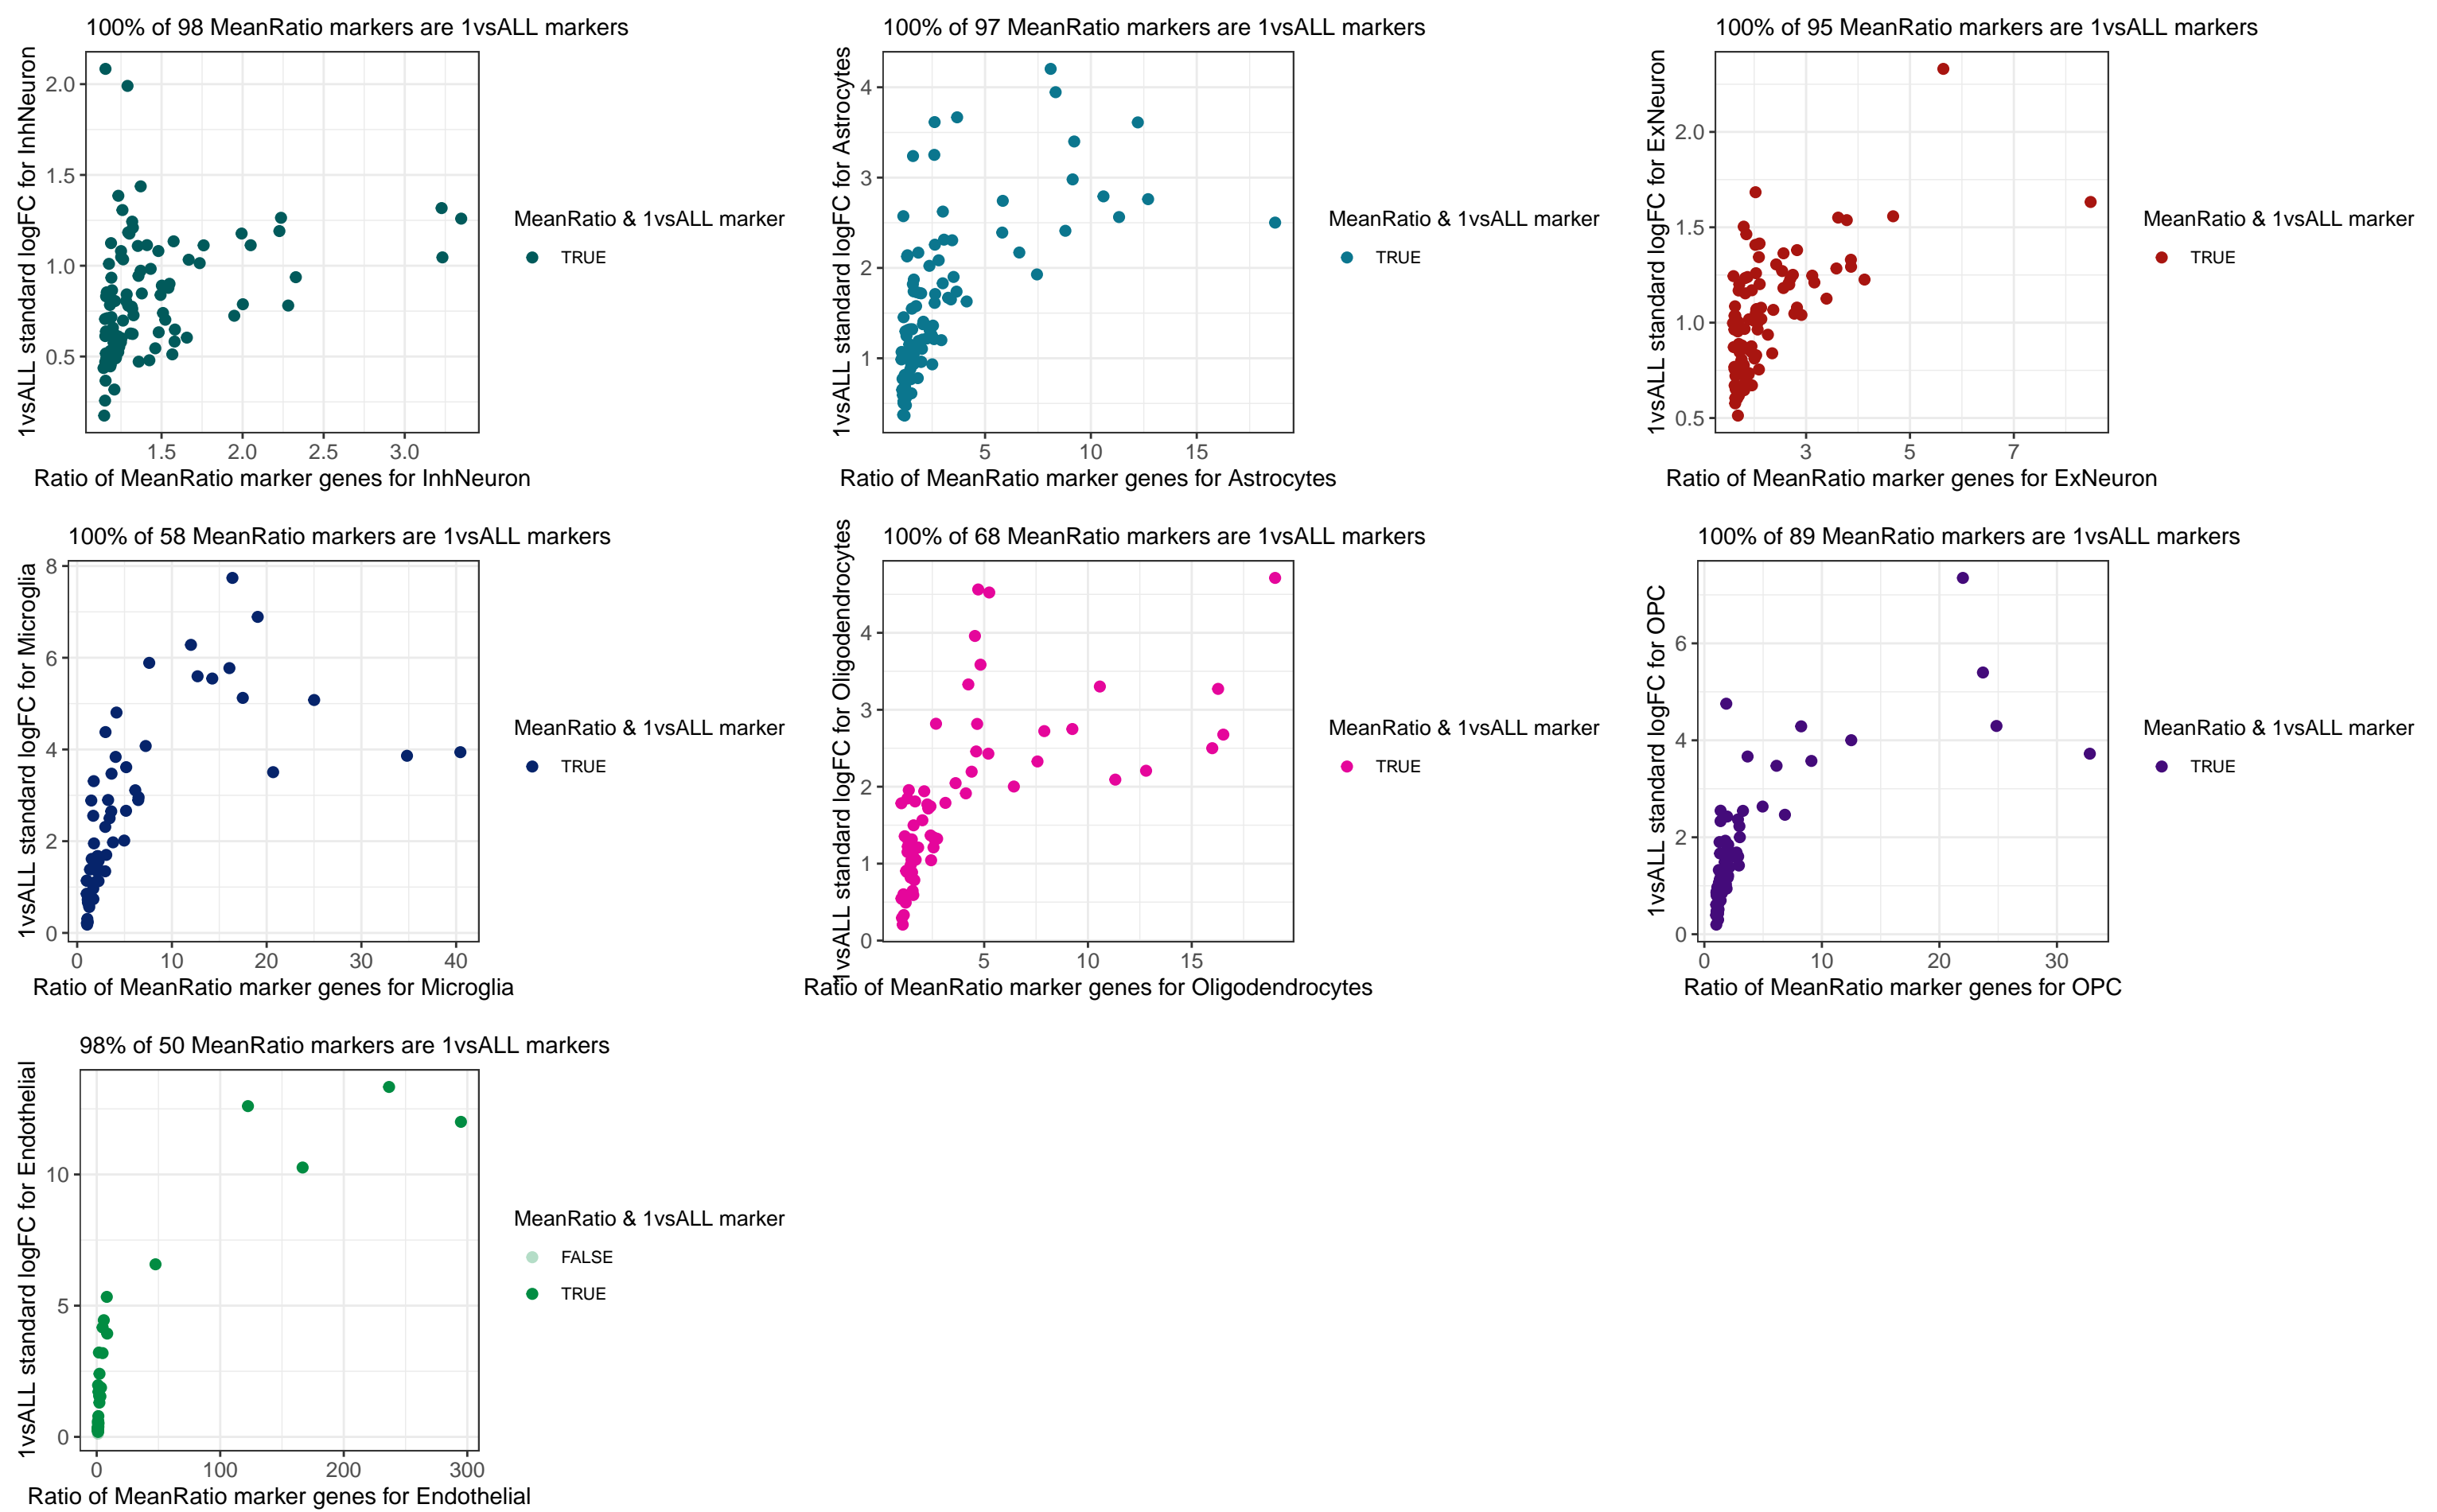 100% of 98 MeanRatio markers are 1vsALL markers
1vsALL standard logFC for InhNeuron
2.0
1.5
1.0
0.5
1.5 2.0 2.5 3.0
Ratio of MeanRatio marker genes for InhNeuron
MeanRatio & 1vsALL marker
TRUE
100% of 97 MeanRatio markers are 1vsALL markers
1vsALL standard logFC for Astrocytes
4
3
2
1
5 10 15
Ratio of MeanRatio marker genes for Astrocytes
MeanRatio & 1vsALL marker
TRUE
100% of 95 MeanRatio markers are 1vsALL markers
1vsALL standard logFC for ExNeuron
2.0
1.5
1.0
0.5
3 5 7
Ratio of MeanRatio marker genes for ExNeuron
MeanRatio & 1vsALL marker
TRUE
100% of 58 MeanRatio markers are 1vsALL markers
1vsALL standard logFC for Microglia
8
6
4
2
0
0 10 20 30 40
Ratio of MeanRatio marker genes for Microglia
MeanRatio & 1vsALL marker
TRUE
100% of 68 MeanRatio markers are 1vsALL markers
1vsALL standard logFC for Oligodendrocytes
4
3
2
1
0
5 10 15
Ratio of MeanRatio marker genes for Oligodendrocytes
MeanRatio & 1vsALL marker
TRUE
100% of 89 MeanRatio markers are 1vsALL markers
1vsALL standard logFC for OPC
6
4
2
0
0 10 20 30
Ratio of MeanRatio marker genes for OPC
MeanRatio & 1vsALL marker
TRUE
98% of 50 MeanRatio markers are 1vsALL markers
1vsALL standard logFC for Endothelial
10
5
0
0 100 200 300
Ratio of MeanRatio marker genes for Endothelial
MeanRatio & 1vsALL marker
FALSE
TRUE